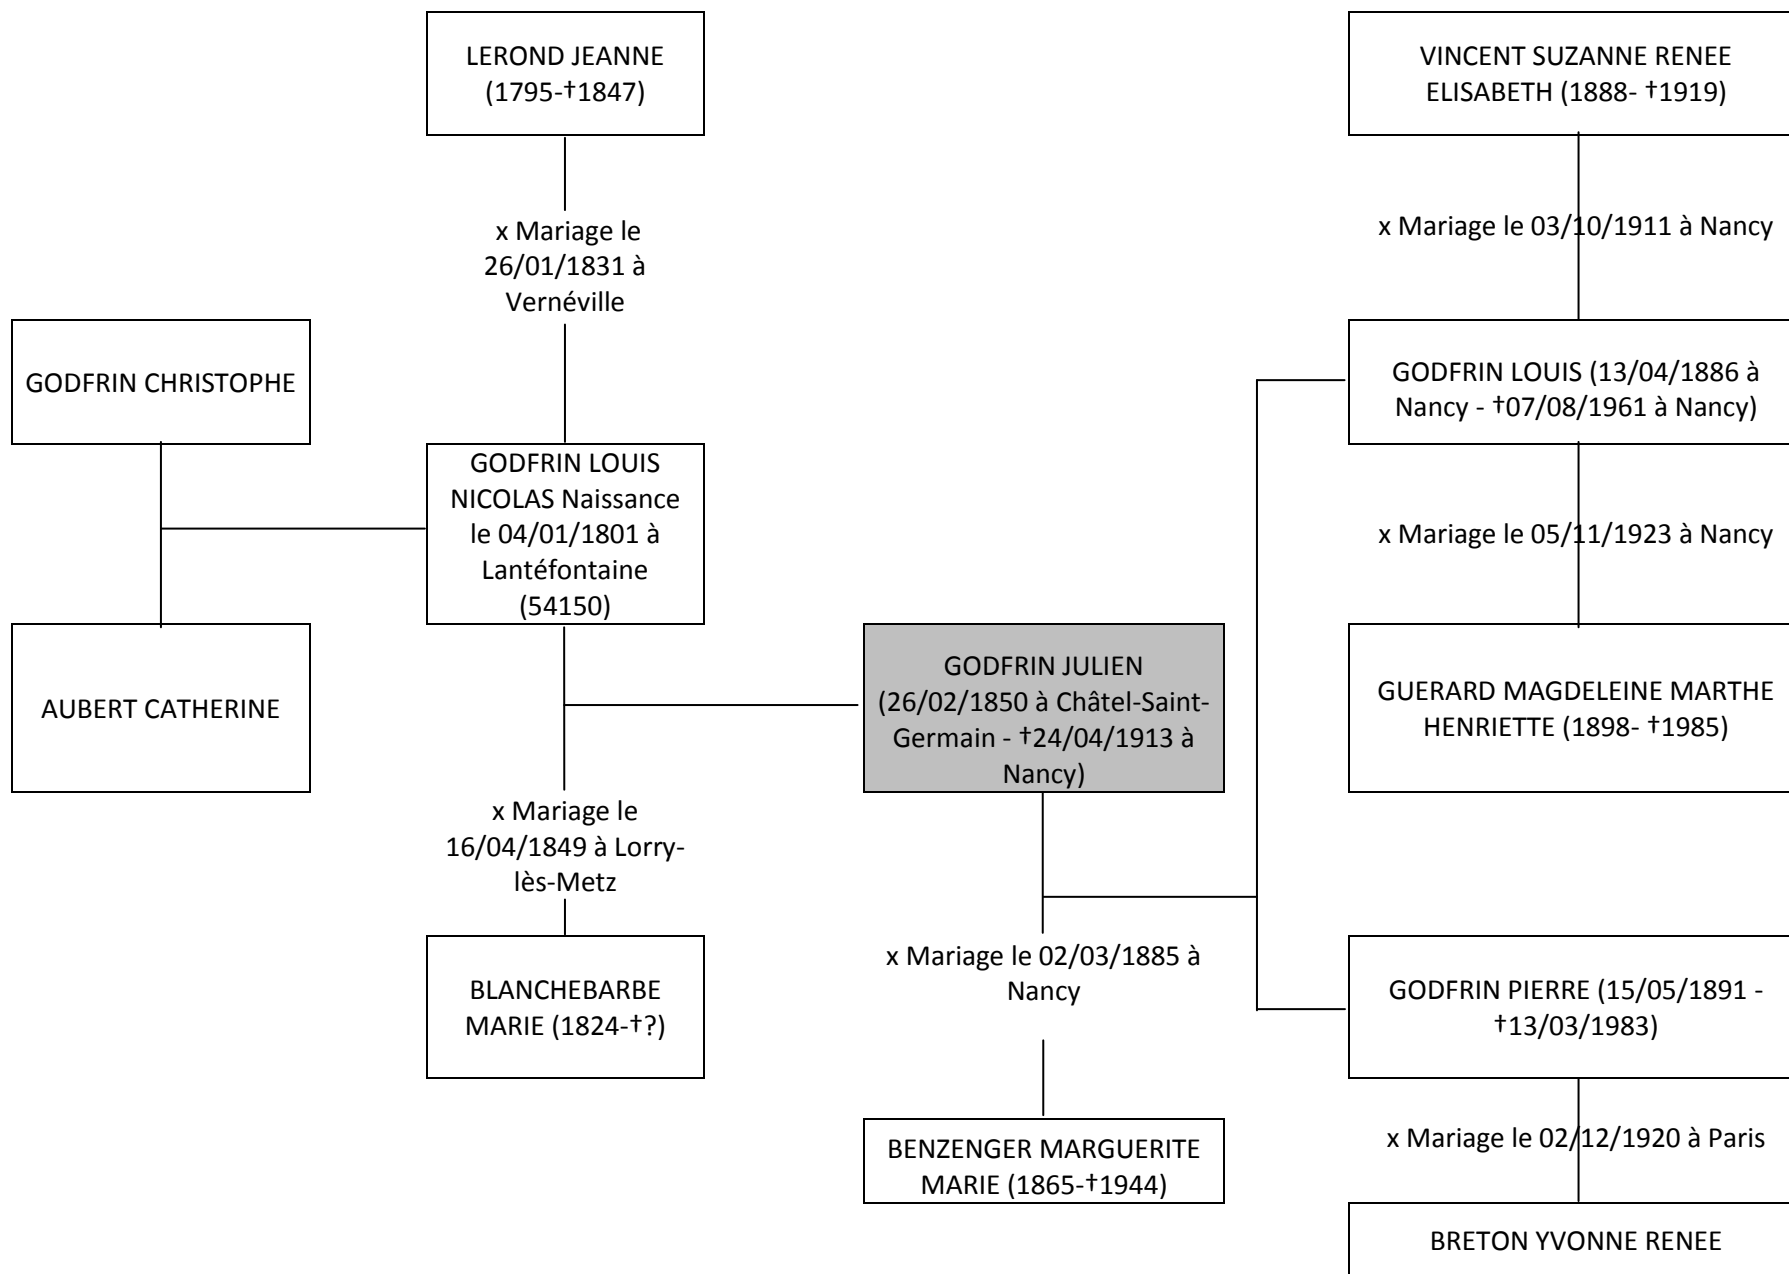 LEROND JEANNE
(1795-†1847)
x Mariage le
26/01/1831 à
Vernéville
GODFRIN CHRISTOPHE
AUBERT CATHERINE
GODFRIN LOUIS
NICOLAS Naissance
le 04/01/1801 à
Lantéfontaine
(54150)
x Mariage le
16/04/1849 à Lorry-
lès-Metz
BLANCHEBARBE
MARIE (1824-†?)
GODFRIN JULIEN
(26/02/1850 à Châtel-Saint-
Germain - †24/04/1913 à
Nancy)
x Mariage le 02/03/1885 à
Nancy
BENZENGER MARGUERITE
MARIE (1865-†1944)
VINCENT SUZANNE RENEE
ELISABETH (1888- †1919)
x Mariage le 03/10/1911 à Nancy
GODFRIN LOUIS (13/04/1886 à
Nancy - †07/08/1961 à Nancy)
x Mariage le 05/11/1923 à Nancy
GUERARD MAGDELEINE MARTHE
HENRIETTE (1898- †1985)
GODFRIN PIERRE (15/05/1891 -
†13/03/1983)
x Mariage le 02/12/1920 à Paris
BRETON YVONNE RENEE